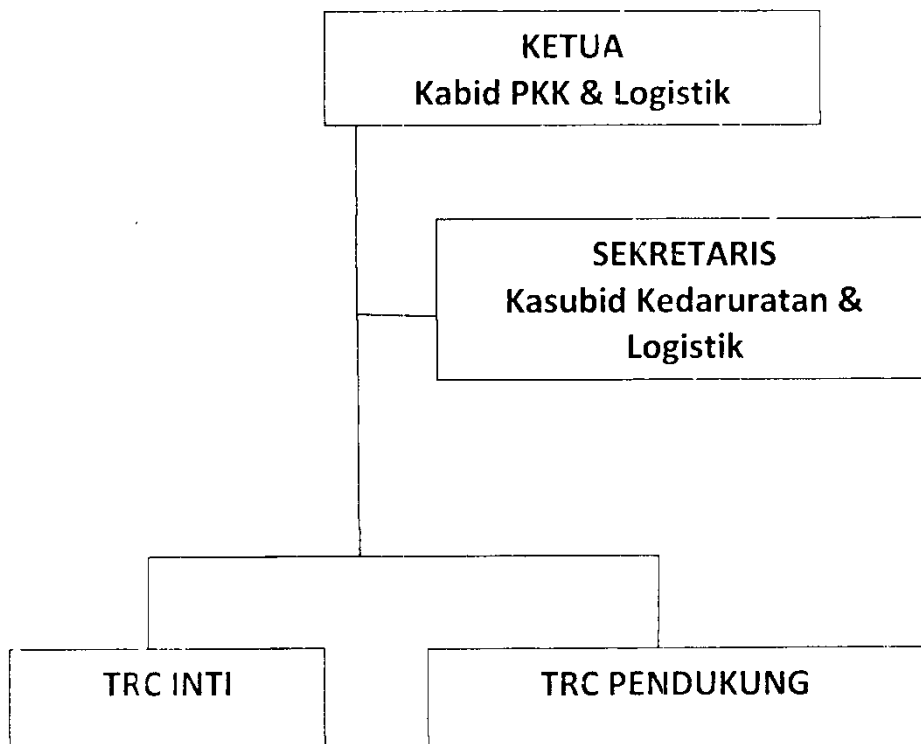 KETUA
Kabid PKK & Logistik
SEKRETARIS
Kasubid Kedaruratan &
Logistik
TRC INTI
TRC PENDUKUNG